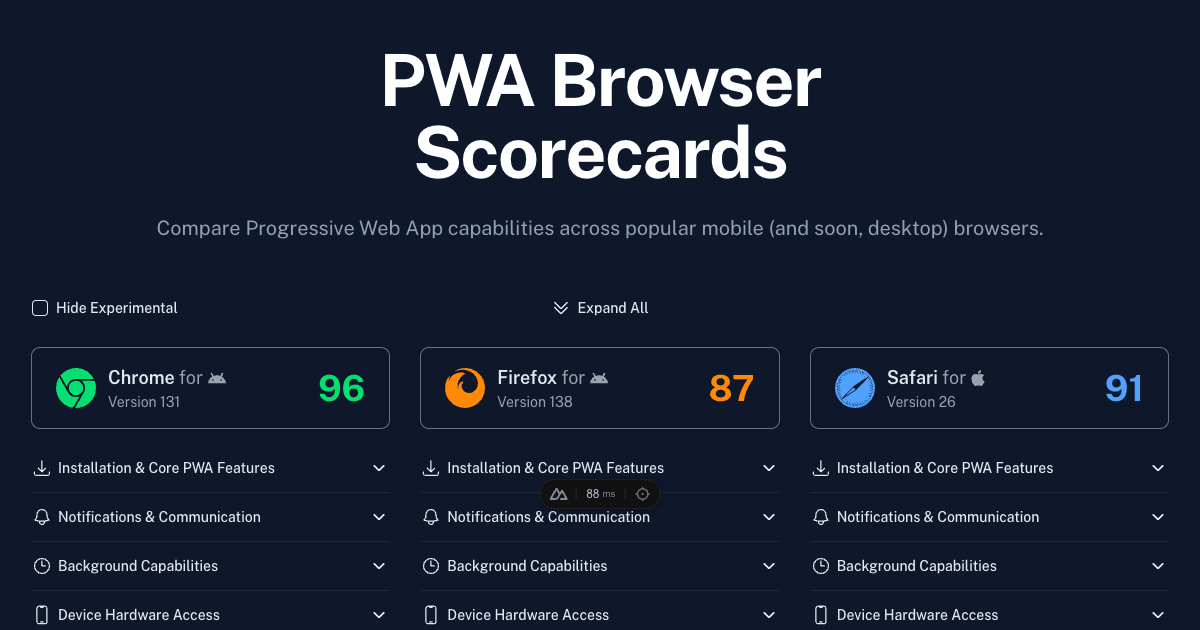 PWA Browser
Scorecards
Compare Progressive Web App capabilities across popular mobile (and soon, desktop) browsers.
Hide Experimental
Expand All
Chrome for
Version 131
96
Firefox for
Version 138
87
Safari for
Version 26
91
Installation & Core PWA Features
Installation & Core PWA Features
Installation & Core PWA Features
88 ms
Notifications & Communication
Notifications & Communication
Notifications & Communication
Background Capabilities
Background Capabilities
Background Capabilities
Device Hardware Access
Device Hardware Access
Device Hardware Access